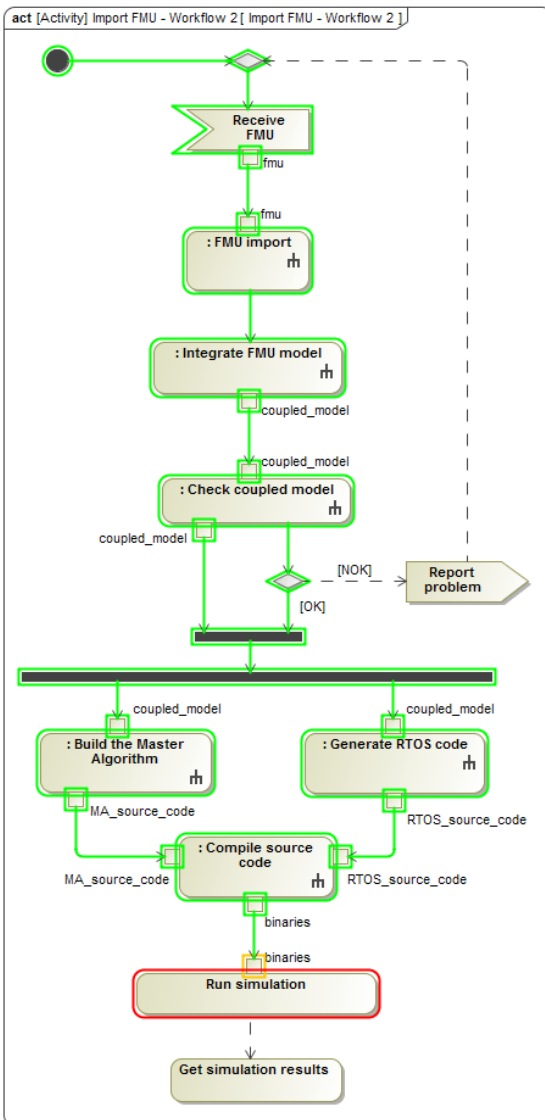 act [Activity] Import FMU - Workflow 2 [ Import FMU - Workflow 2 ]
Receive
FMU
fmu
fmu
: FMU import
: Integrate FMU model
coupled_model
coupled_model
: Check coupled model
coupled_model
[NOK]
Report
problem
[OK]
coupled_model
coupled_model
: Build the Master
Algorithm
: Generate RTOS code
MA_source_code
RTOS_source_code
: Compile source
code
MA_source_code
RTOS_source_code
binaries
binaries
Run simulation
Get simulation results